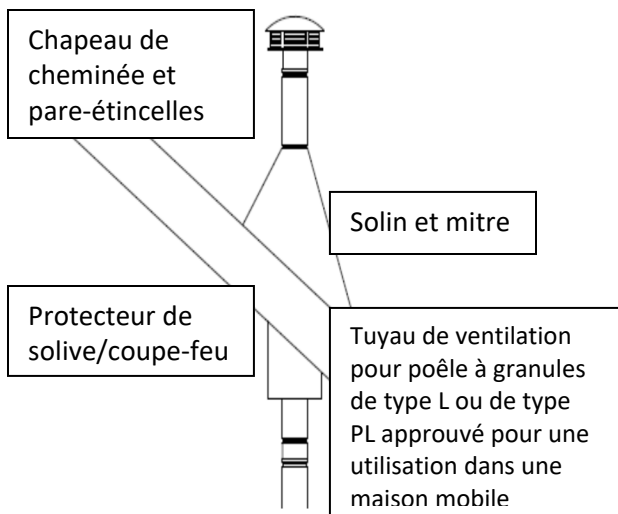 Chapeau de
cheminée et
pare-étincelles
Solin et mitre
Protecteur de
solive/coupe-feu
Tuyau de ventilation
pour poêle à granules
de type L ou de type
PL approuvé pour une
utilisation dans une
maison mobile